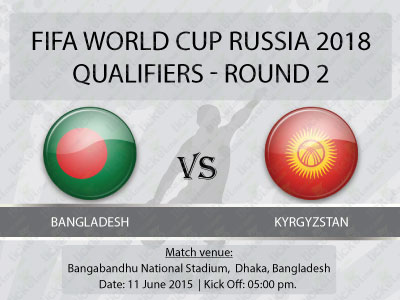 FIFA WORLD CUP RUSSIA 2018
QUALIFIERS - ROUND 2
VS
BANGLADESH
KYRGYZSTAN
Match venue:
Bangabandhu National Stadium, Dhaka, Bangladesh
Date: 11 June 2015 | Kick Off: 05:00 pm.